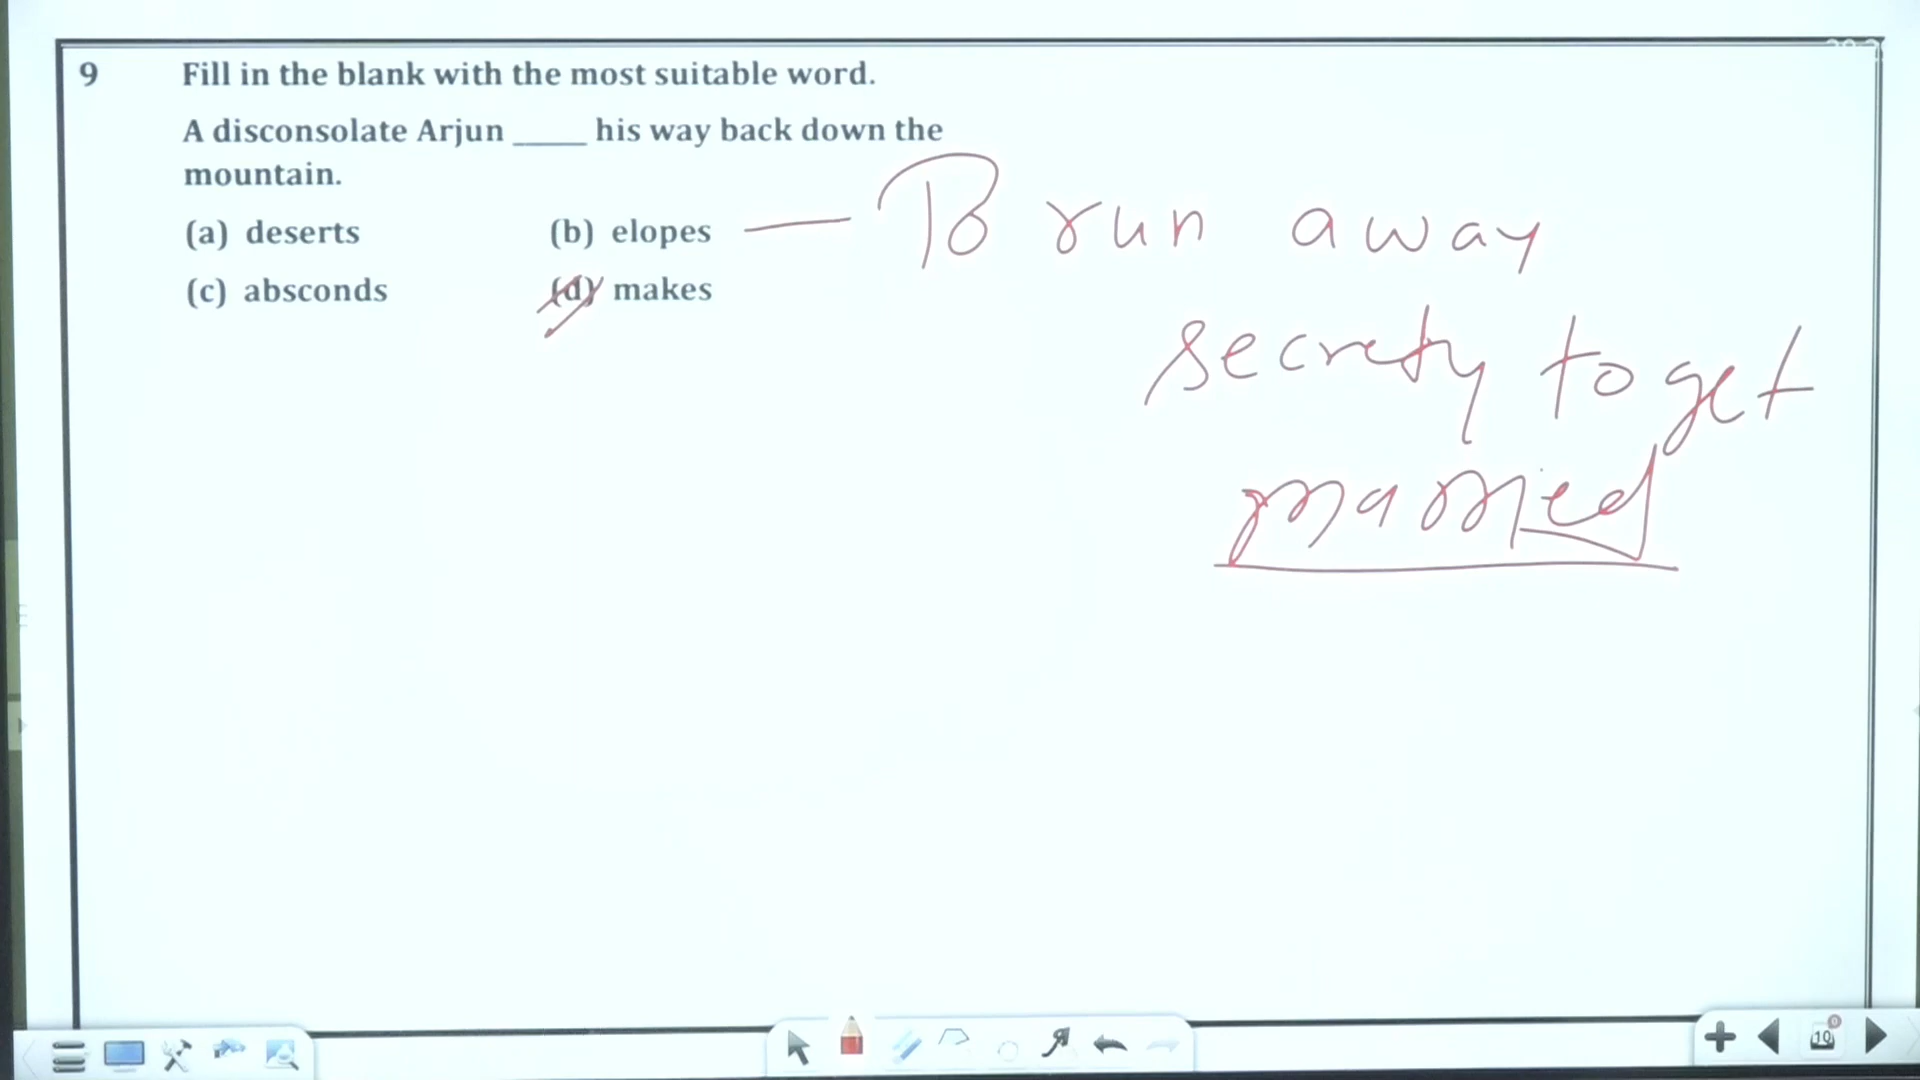 9 Fill in the blank with the most suitable word.
A disconsolate Arjun _____ his way back down the
mountain.
(a) deserts (b) elopes — To run away
(c) absconds (d) makes
secretly to get
married
10